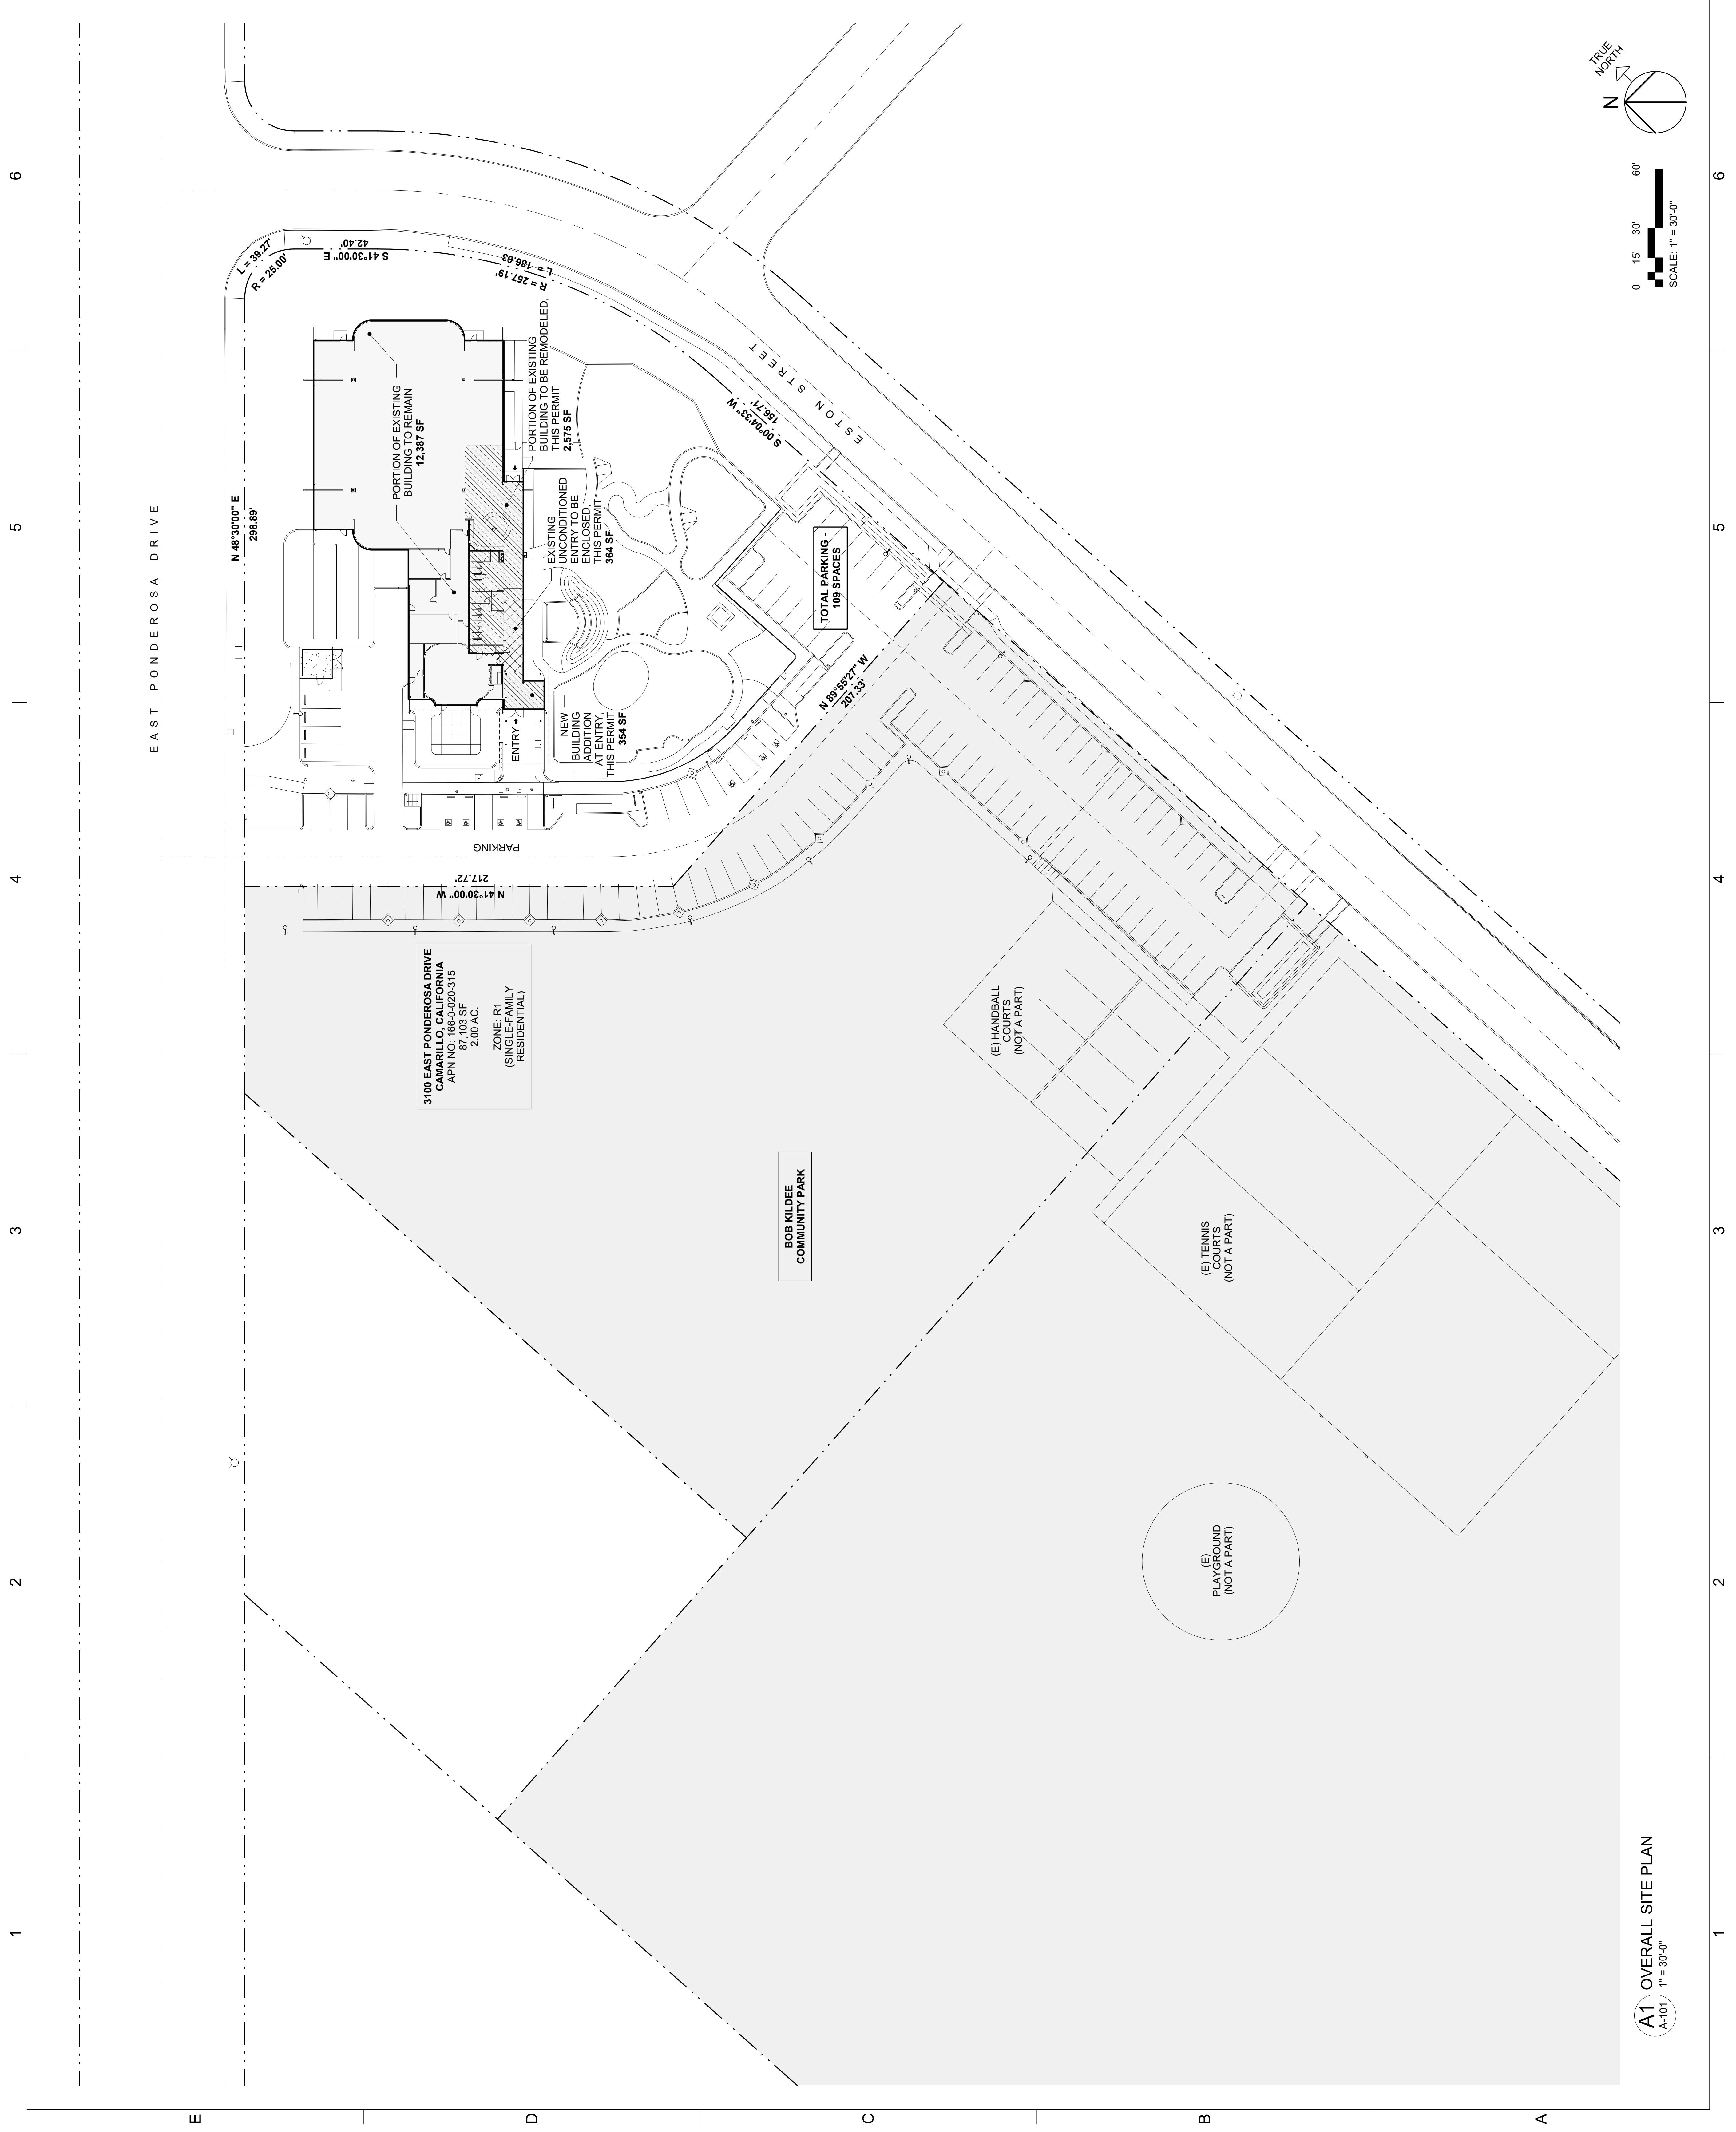 1
2
3
4
5
6
E
D
C
B
A
1
2
3
4
5
6
EAST PONDEROSA DRIVE
N 48°30'00" E
298.89'
L = 39.27'
R = 25.00'
S 41°30'00" E
42.40'
L = 186.63
R = 257.19'
S 00°04'33" W
156.71'
ESTON STREET
PORTION OF EXISTING
BUILDING TO REMAIN
12,387 SF
PORTION OF EXISTING
BUILDING TO BE REMODELED,
THIS PERMIT
2,575 SF
EXISTING
UNCONDITIONED
ENTRY TO BE
ENCLOSED,
THIS PERMIT
364 SF
NEW
BUILDING
ADDITION
AT ENTRY,
THIS PERMIT
354 SF
ENTRY
PARKING
TOTAL PARKING -
109 SPACES
N 89°55'27" W
207.33'
N 41°30'00" W
217.72'
3100 EAST PONDEROSA DRIVE
CAMARILLO, CALIFORNIA
APN NO: 166-0-020-315
87,103 SF
2.00 AC.
ZONE: R1
(SINGLE-FAMILY
RESIDENTIAL)
BOB KILDEE
COMMUNITY PARK
(E) HANDBALL
COURTS
(NOT A PART)
(E) TENNIS
COURTS
(NOT A PART)
(E)
PLAYGROUND
(NOT A PART)
A1 OVERALL SITE PLAN
A-101 1" = 30'-0"
0 15' 30' 60'
SCALE: 1" = 30'-0"
N
TRUE
NORTH